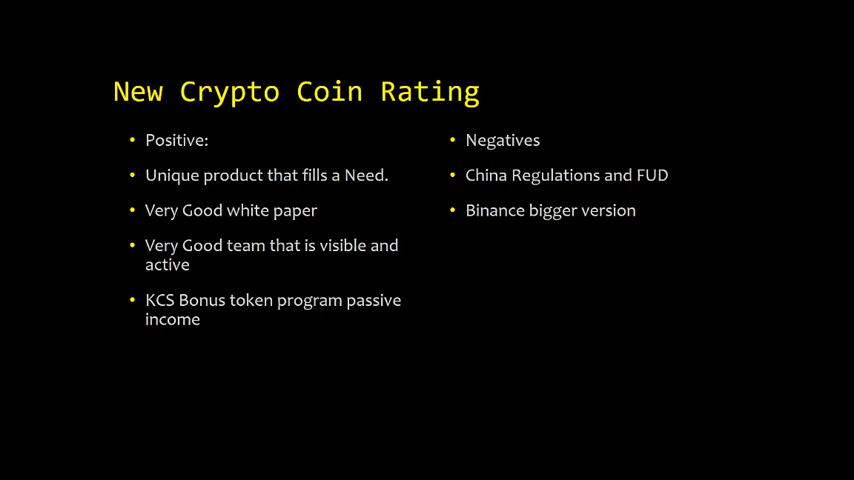 New Crypto Coin Rating
• Positive:
• Unique product that fills a Need.
• Very Good white paper
• Very Good team that is visible and
active
• KCS Bonus token program passive
income
• Negatives
• China Regulations and FUD
• Binance bigger version